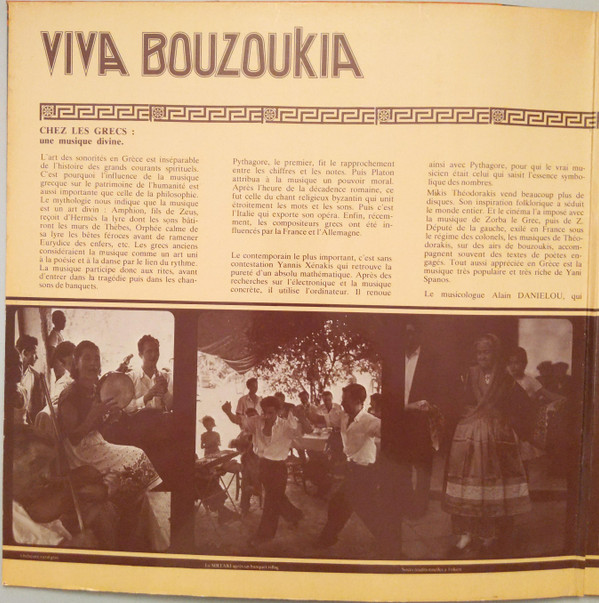 VIVA BOUZOUKIA
CHEZ LES GRECS :
une musique divine.
L'art des sonorités en Grèce est inséparable
de l'histoire des grands courants spirituels.
C'est pourquoi l'influence de la musique
grecque sur le patrimoine de l'humanité est
aussi importante que celle de la philosophie.
Le mythologie nous indique que la musique
est un art divin : Amphion, fils de Zeus,
reçoit d'Hermès la lyre dont les sons bâti-
ront les murs de Thèbes, Orphée calme de
sa lyre les bêtes féroces avant de ramener
Eurydice des enfers, etc. Les grecs anciens
considéraient la musique comme un art uni
à la poésie et à la danse par le lien du rythme.
La musique participe donc aux rites, avant
d'entrer dans la tragédie puis dans les chan-
sons de banquets.
Pythagore, le premier, fit le rapprochement
entre les chiffres et les notes. Puis Platon
attribua à la musique un pouvoir moral.
Après l'heure de la décadence romaine, ce
fut celle du chant religieux byzantin qui unit
étroitement les mots et les sons. Puis c'est
l'Italie qui exporte son opéra. Enfin, récem-
ment, les compositeurs grecs ont été in-
fluencés par la France et l'Allemagne.
Le contemporain le plus important, c'est sans
contestation Yannis Xénakis qui retrouve la
pureté d'un absolu mathématique. Après des
recherches sur l'électronique et la musique
concrète, il utilise l'ordinateur. Il renoue
ainsi avec Pythagore, pour qui le vrai mu-
sicien était celui qui saisit l'essence symbo-
lique des nombres.
Mikis Théodorakis vend beaucoup plus de
disques. Son inspiration folklorique a séduit
le monde entier. Et le cinéma l'a imposé avec
la musique de Zorba le Grec, puis de Z.
Député de la gauche, exilé en France sous
le régime des colonels, les musiques de Théo-
dorakis, sur des airs de bouzoukis, accom-
pagnent souvent des textes de poètes en-
gagés. Tout aussi appréciée en Grèce est la
musique très populaire et très riche de Yani
Spanos.
Le musicologue Alain DANIELOU, qui